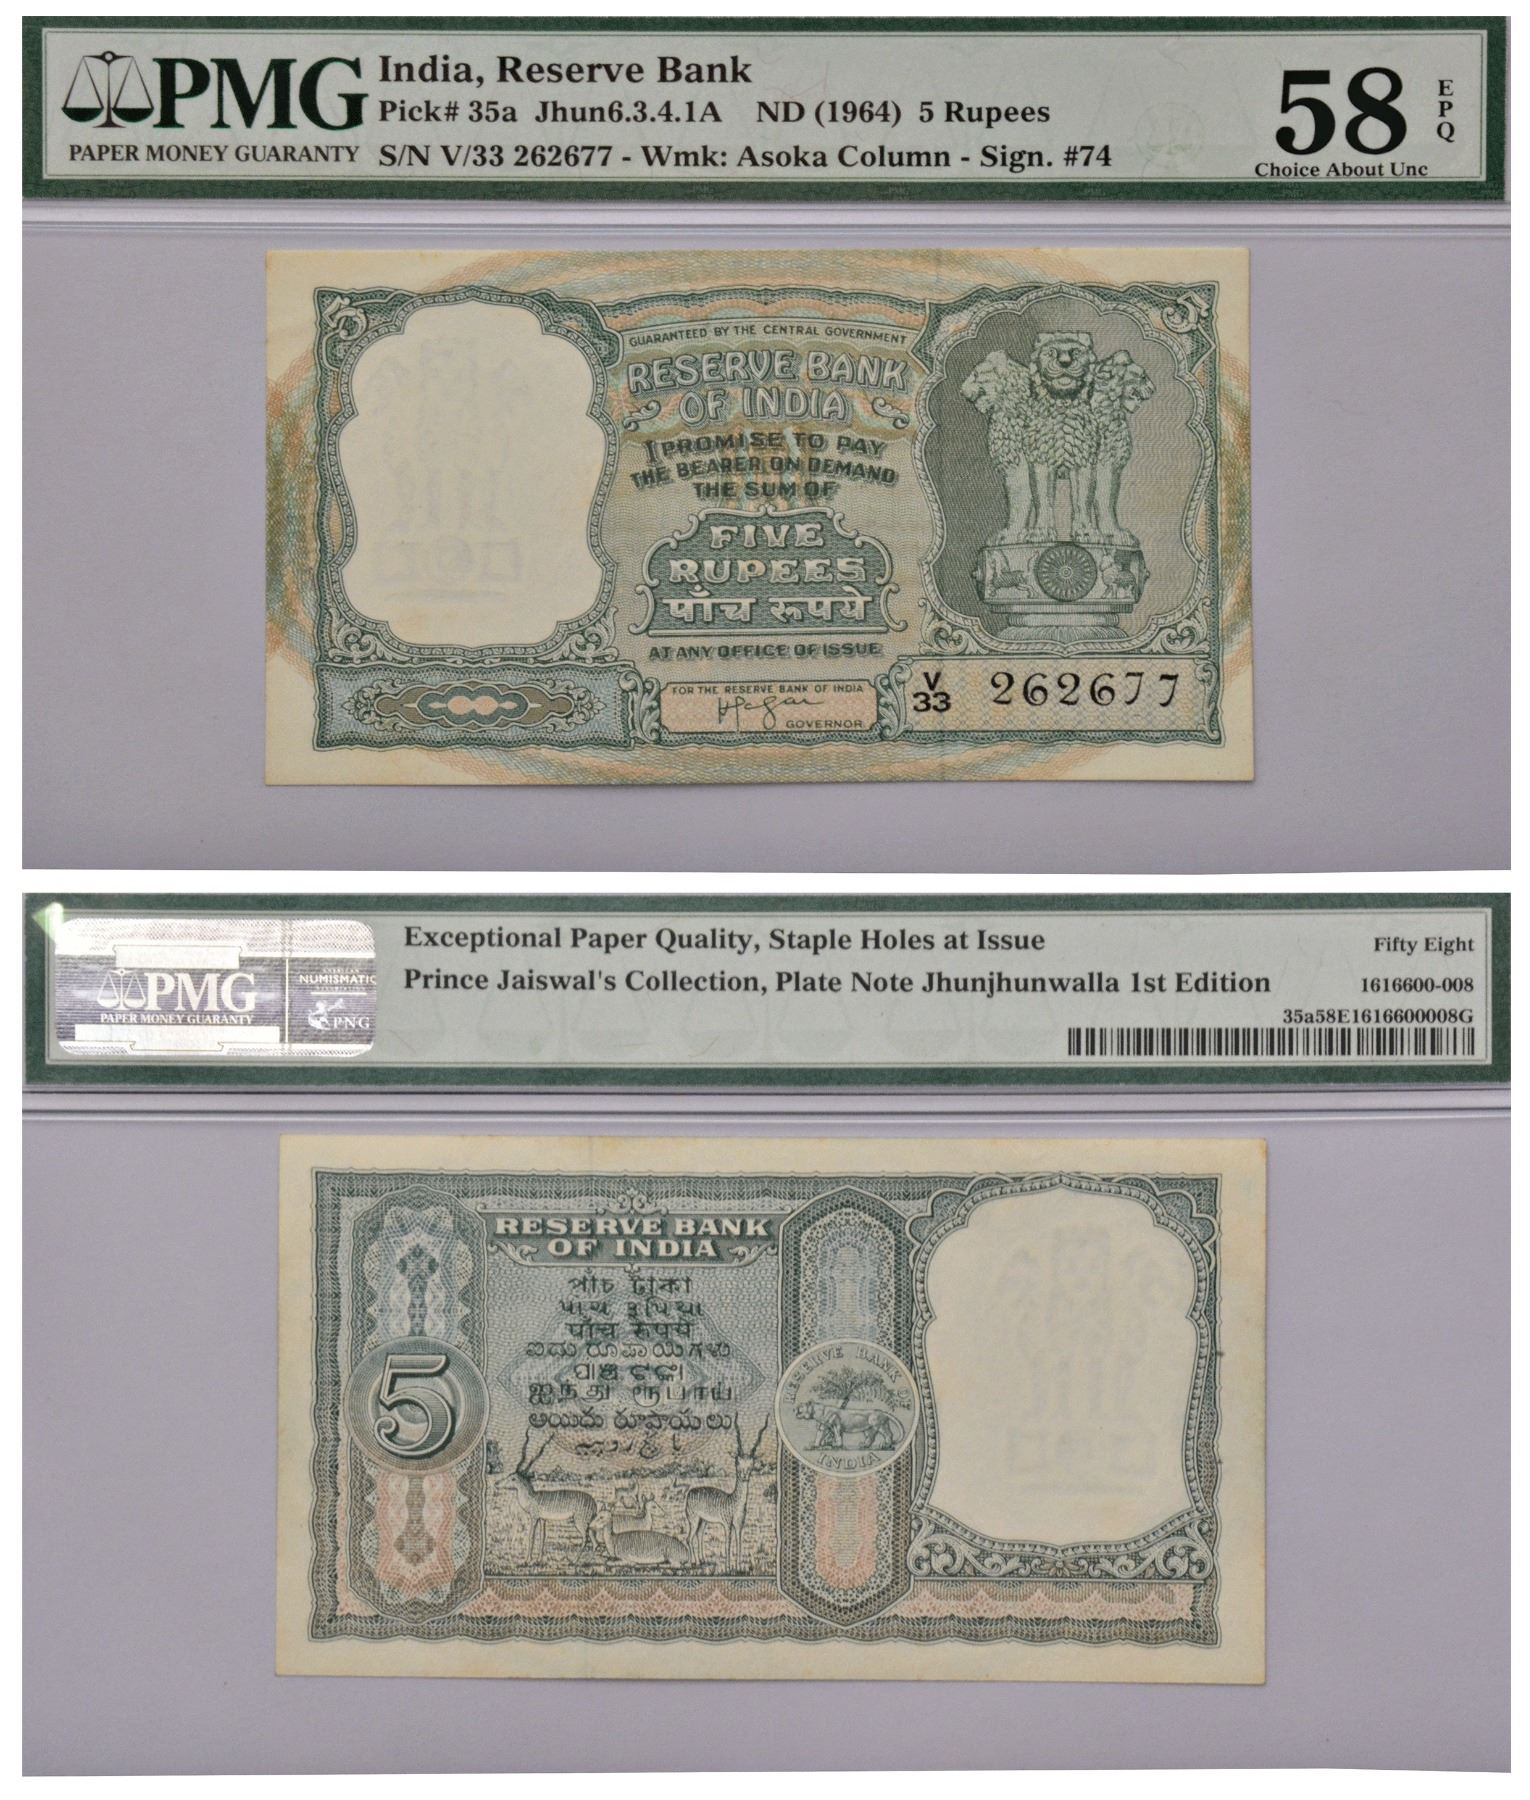 PMG
PAPER MONEY GUARANTY
India, Reserve Bank
Pick# 35a Jhun6.3.4.1A ND (1964) 5 Rupees
S/N V/33 262677 - Wmk: Asoka Column - Sign. #74
58
EPQ
Choice About Unc
5
5
GUARANTEED BY THE CENTRAL GOVERNMENT
RESERVE BANK
OF INDIA
I PROMISE TO PAY
THE BEARER ON DEMAND
THE SUM OF
FIVE
RUPEES
पाँच रूपये
AT ANY OFFICE OF ISSUE
FOR THE RESERVE BANK OF INDIA
GOVERNOR
V/33 262677
PMG
PAPER MONEY GUARANTY
NUMISMATIC
PNG
Exceptional Paper Quality, Staple Holes at Issue
Prince Jaiswal's Collection, Plate Note Jhunjhunwalla 1st Edition
Fifty Eight
1616600-008
35a58E1616600008G
RESERVE BANK
OF INDIA
পাঁচ টাকা
પાંચ રૂપિયા
पाँच रुपये
ಐದು ರೂಪಾಯಿಗಳು
ஐந்து ரூபாய்
అయిదు రూపాయలు
5
RESERVE BANK OF
INDIA